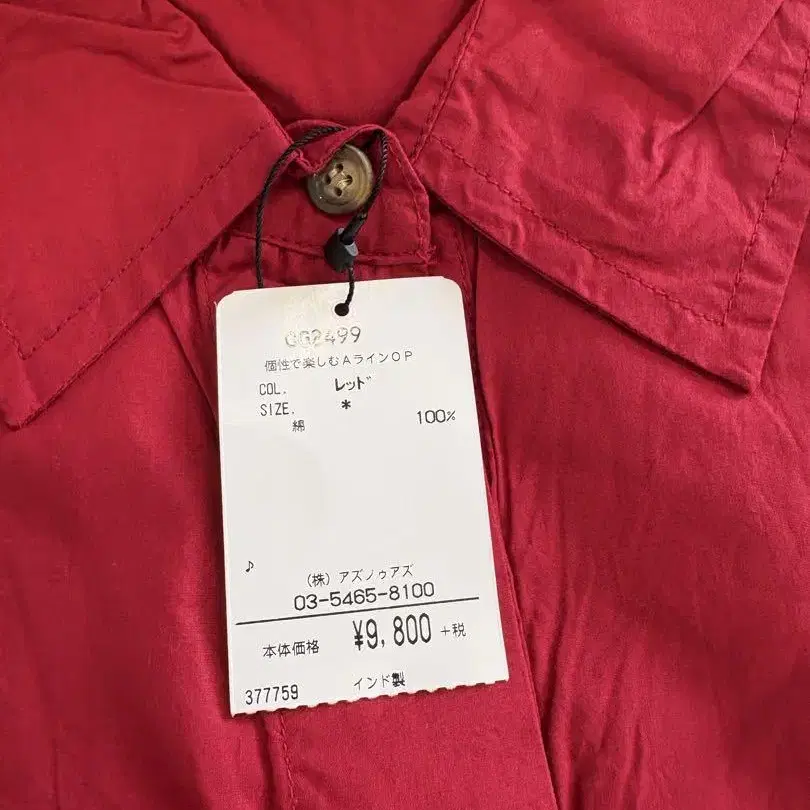 GG2499
個性で楽しむAラインOP
COL. レッド
SIZE. *
綿 100%
♪
(株) アズノゥアズ
03-5465-8100
本体価格 ¥9,800 +税
377759 インド製